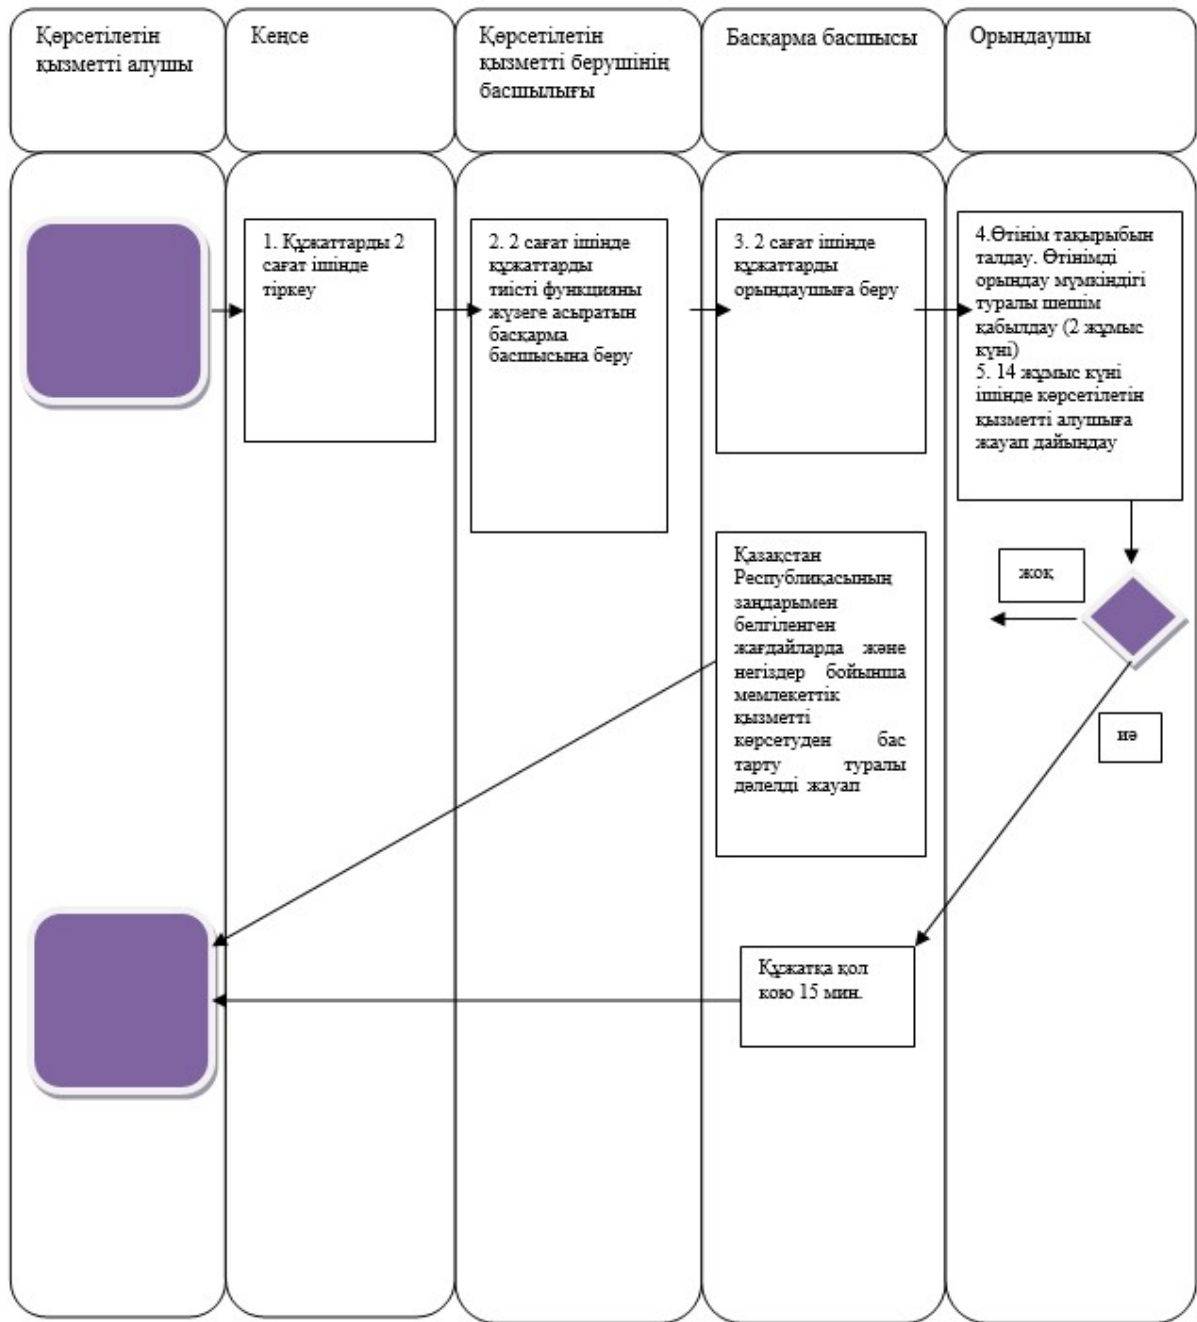 Көрсетілетін
қызметті алушы
Кеңсе
Көрсетілетін
қызметті берушінің
басшылығы
Басқарма басшысы
Орындаушы
1. Құжаттарды 2
сағат ішінде
тіркеу
2. 2 сағат ішінде
құжаттарды
тиісті функцияны
жүзеге асыратын
басқарма
басшысына беру
3. 2 сағат ішінде
құжаттарды
орындаушыға беру
4.Өтінім тақырыбын
талдау. Өтінімді
орындау мүмкіндігі
туралы шешім
қабылдау (2 жұмыс
күні)
5. 14 жұмыс күні
ішінде көрсетілетін
қызметті алушыға
жауап дайындау
Қазақстан
Республикасының
заңдарымен
белгіленген
жағдайларда және
негіздер бойынша
мемлекеттік
қызметті
көрсетуден бас
тарту туралы
дәлелді жауап
жоқ
иә
Құжатқа қол
кою 15 мин.